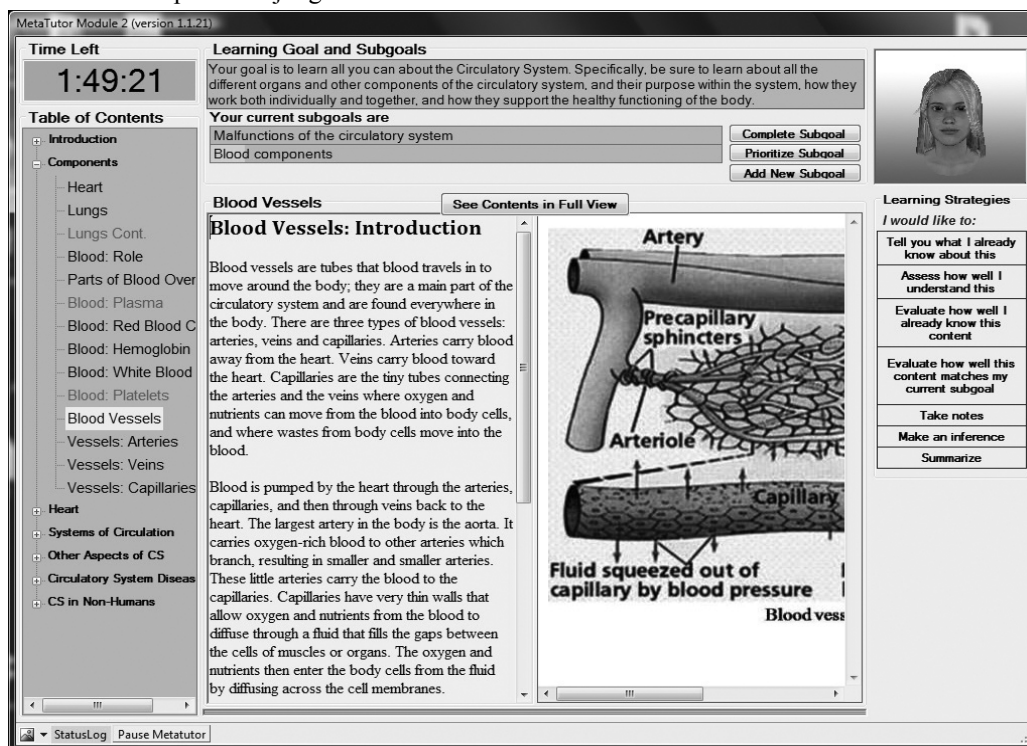 MetaTutor Module 2 (version 1.1.21)
Time Left
1:49:21
Table of Contents
Introduction
Components
Heart
Lungs
Lungs Cont.
Blood: Role
Parts of Blood Over
Blood: Plasma
Blood: Red Blood C
Blood: Hemoglobin
Blood: White Blood
Blood: Platelets
Blood Vessels
Vessels: Arteries
Vessels: Veins
Vessels: Capillaries
Heart
Systems of Circulation
Other Aspects of CS
Circulatory System Diseas
CS in Non-Humans
Learning Goal and Subgoals
Your goal is to learn all you can about the Circulatory System. Specifically, be sure to learn about all the
different organs and other components of the circulatory system, and their purpose within the system, how they
work both individually and together, and how they support the healthy functioning of the body.
Your current subgoals are
Malfunctions of the circulatory system
Blood components
Complete Subgoal
Prioritize Subgoal
Add New Subgoal
Blood Vessels
See Contents in Full View
Blood Vessels: Introduction
Blood vessels are tubes that blood travels in to
move around the body; they are a main part of the
circulatory system and are found everywhere in
the body. There are three types of blood vessels:
arteries, veins and capillaries. Arteries carry blood
away from the heart. Veins carry blood toward
the heart. Capillaries are the tiny tubes connecting
the arteries and the veins where oxygen and
nutrients can move from the blood into body cells,
and where wastes from body cells move into the
blood.
Blood is pumped by the heart through the arteries,
capillaries, and then through veins back to the
heart. The largest artery in the body is the aorta. It
carries oxygen-rich blood to other arteries which
branch, resulting in smaller and smaller arteries.
These little arteries carry the blood to the
capillaries. Capillaries have very thin walls that
allow oxygen and nutrients from the blood to
diffuse through a fluid that fills the gaps between
the cells of muscles or organs. The oxygen and
nutrients then enter the body cells from the fluid
by diffusing across the cell membranes.
Artery
Precapillary
sphincters
Arteriole
Capillary
Fluid squeezed out of
capillary by blood pressure
Blood vess
Learning Strategies
I would like to:
Tell you what I already
know about this
Assess how well I
understand this
Evaluate how well I
already know this
content
Evaluate how well this
content matches my
current subgoal
Take notes
Make an inference
Summarize
StatusLog
Pause Metatutor